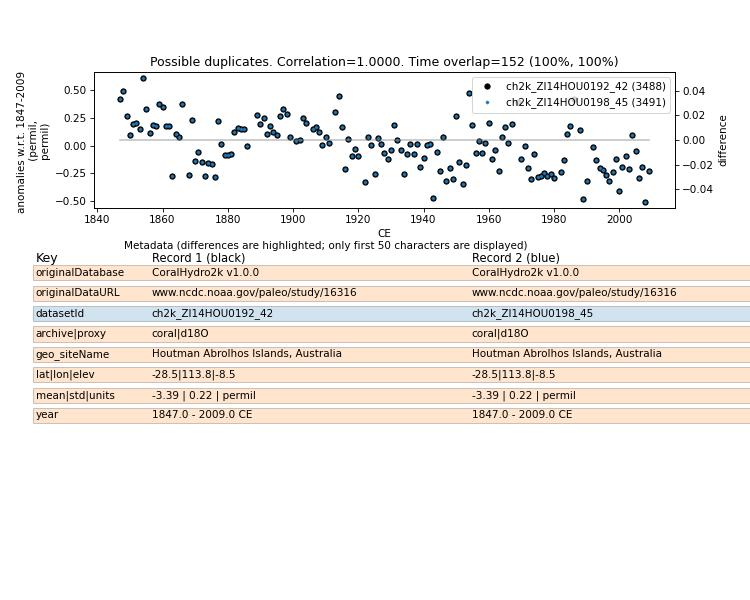 Possible duplicates. Correlation=1.0000. Time overlap=152 (100%, 100%)
anomalies w.r.t. 1847-2009
(permil,
permil)
0.50
0.25
0.00
−0.25
−0.50
ch2k_ZI14HOU0192_42 (3488)
ch2k_ZI14HOU0198_45 (3491)
0.04
0.02
0.00
−0.02
−0.04
difference
1840 1860 1880 1900 1920 1940 1960 1980 2000
CE
Metadata (differences are highlighted; only first 50 characters are displayed)
Key Record 1 (black) Record 2 (blue)
originalDatabase CoralHydro2k v1.0.0 CoralHydro2k v1.0.0
originalDataURL www.ncdc.noaa.gov/paleo/study/16316 www.ncdc.noaa.gov/paleo/study/16316
datasetId ch2k_ZI14HOU0192_42 ch2k_ZI14HOU0198_45
archive|proxy coral|d18O coral|d18O
geo_siteName Houtman Abrolhos Islands, Australia Houtman Abrolhos Islands, Australia
lat|lon|elev -28.5|113.8|-8.5 -28.5|113.8|-8.5
mean|std|units -3.39 | 0.22 | permil -3.39 | 0.22 | permil
year 1847.0 - 2009.0 CE 1847.0 - 2009.0 CE